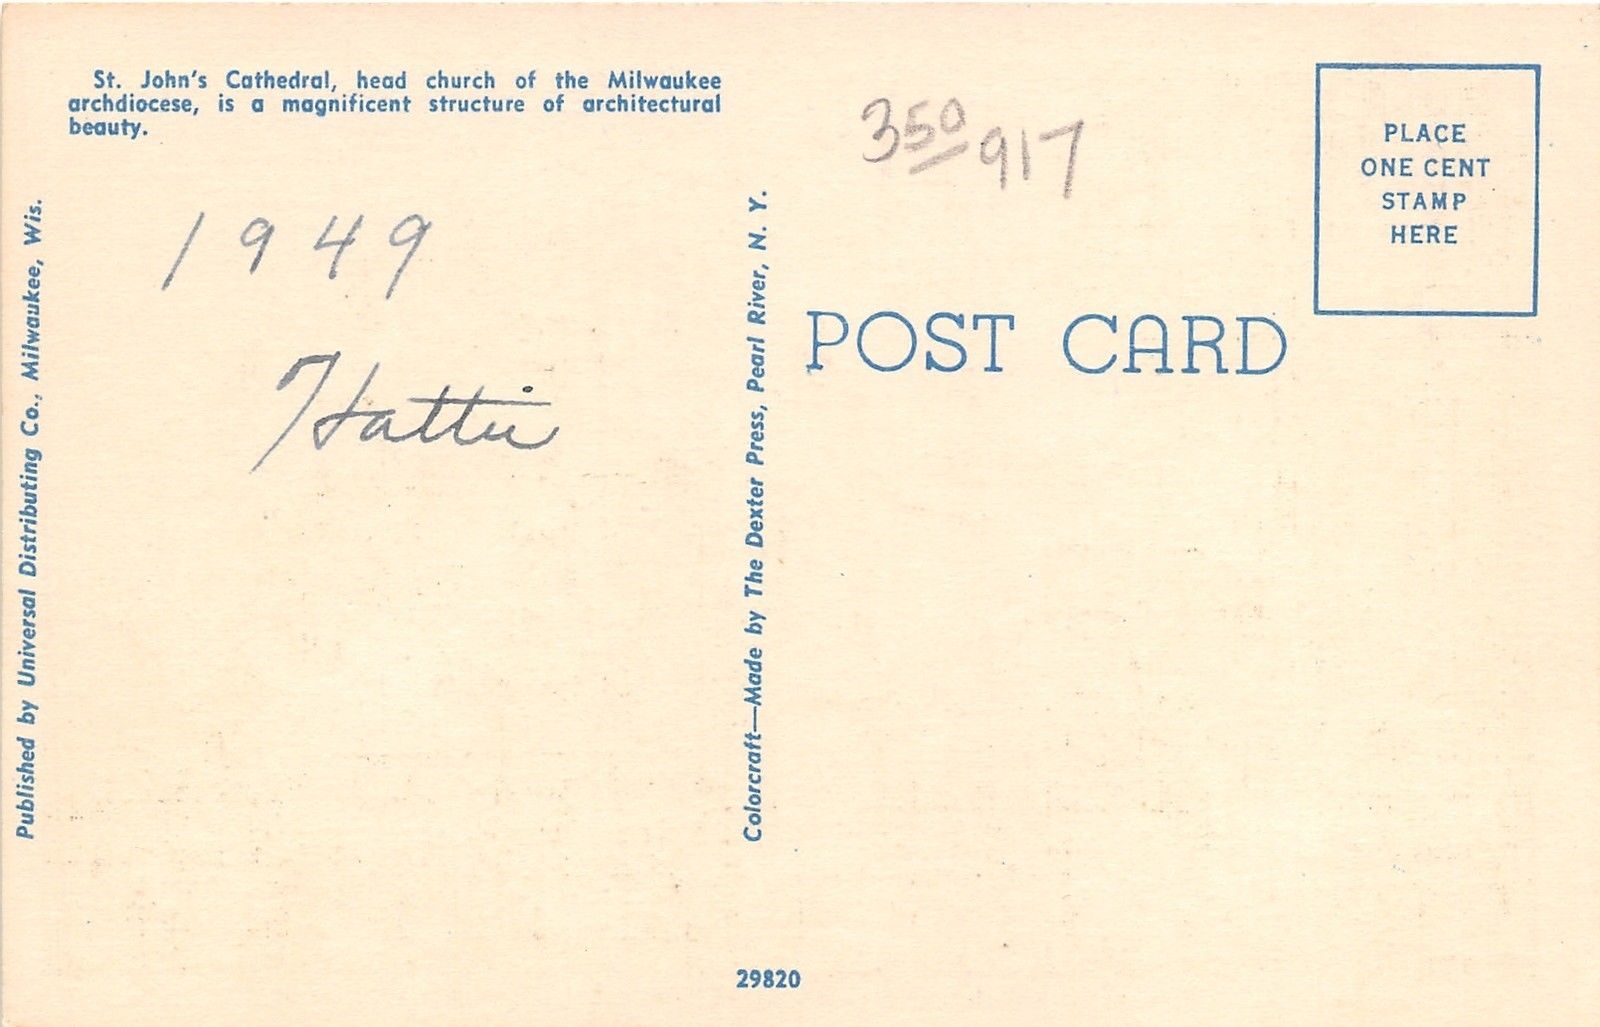 St. John's Cathedral, head church of the Milwaukee
archdiocese, is a magnificent structure of architectural
beauty.
1949
Hattie
Published by Universal Distributing Co., Milwaukee, Wis.
Colorcraft—Made by The Dexter Press, Pearl River, N. Y.
350 917
PLACE
ONE CENT
STAMP
HERE
POST CARD
29820